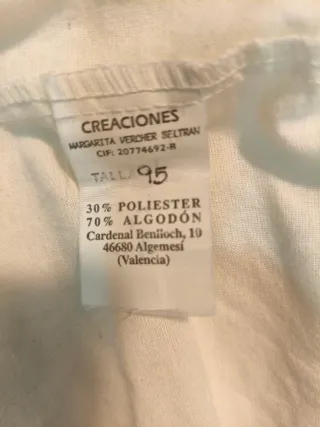 CREACIONES
MARGARITA VERCHER BELTRAN
CIF: 20774692-R
TALLA 95
30% POLIESTER
70% ALGODÓN
Cardenal Benlloch, 10
46680 Algemesí
(Valencia)